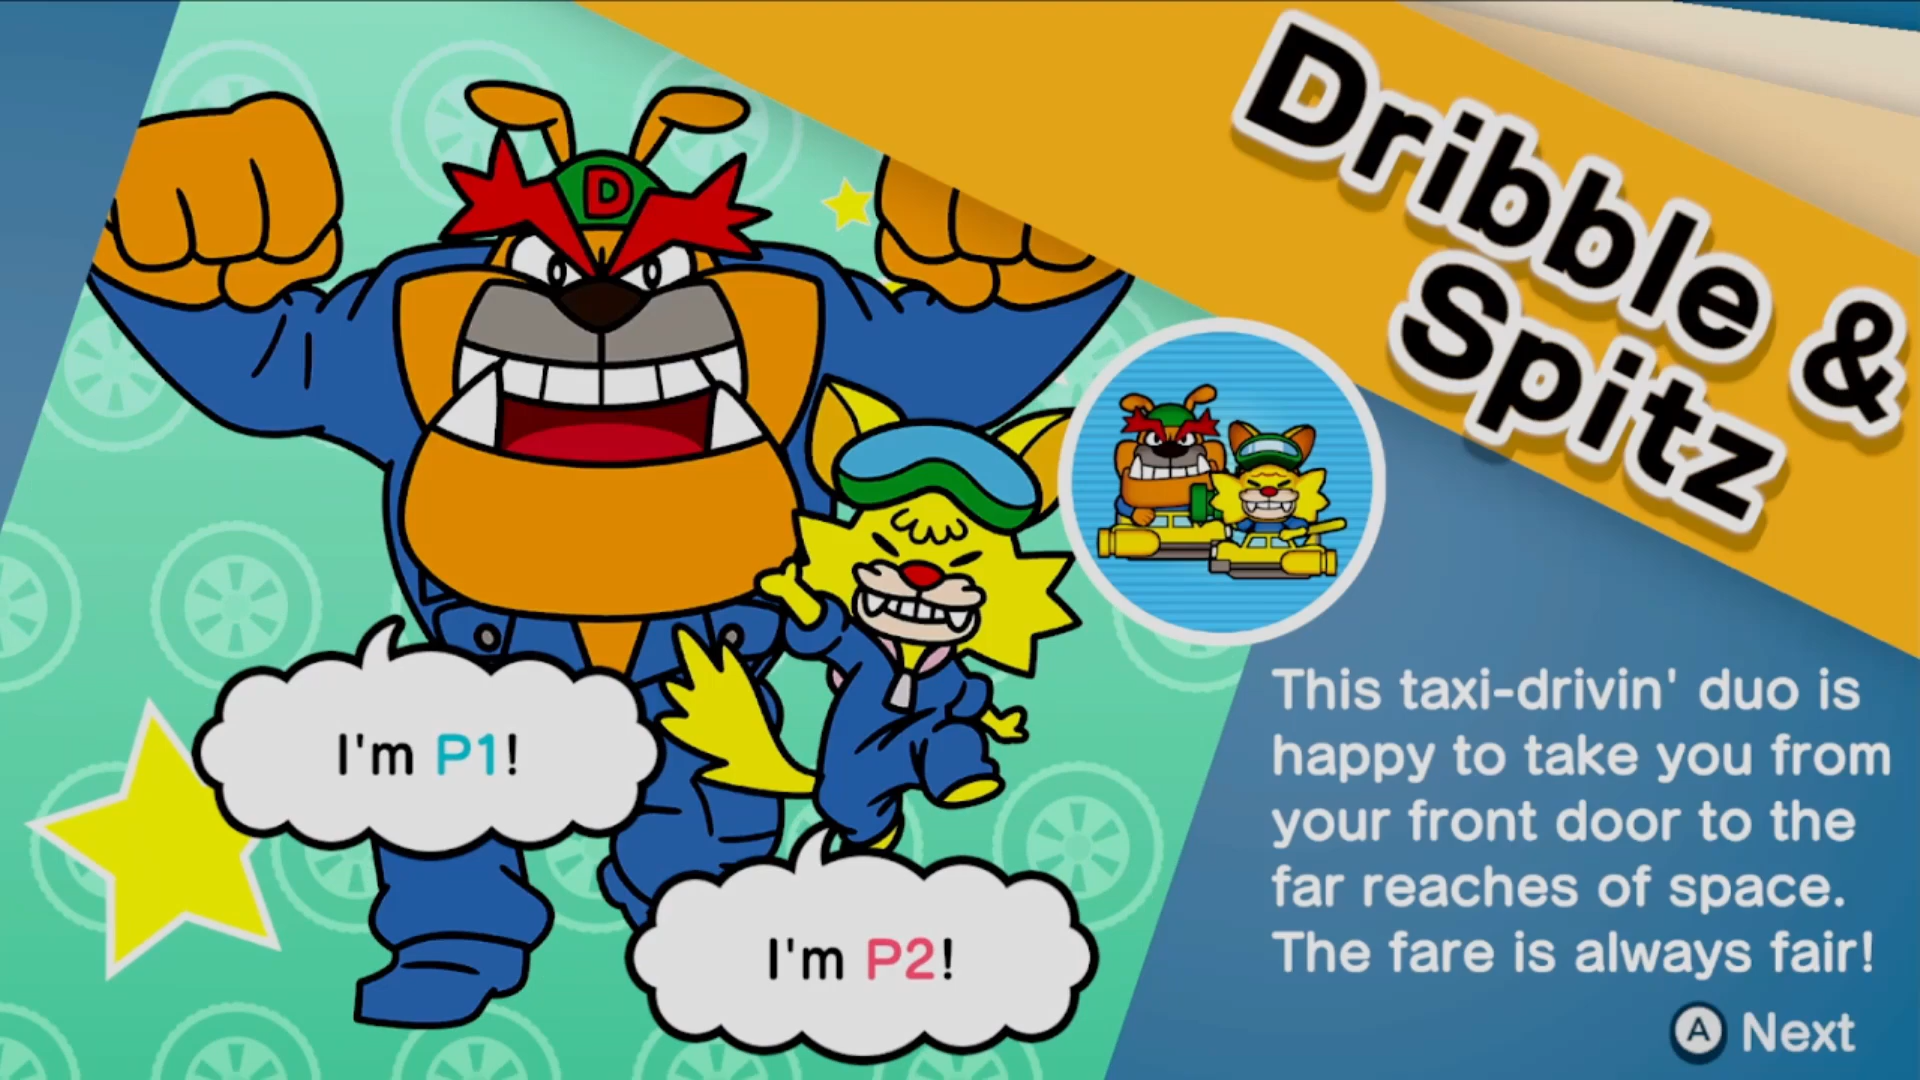 Dribble &
Spitz
D
I'm P1!
I'm P2!
This taxi-drivin' duo is
happy to take you from
your front door to the
far reaches of space.
The fare is always fair!
A Next